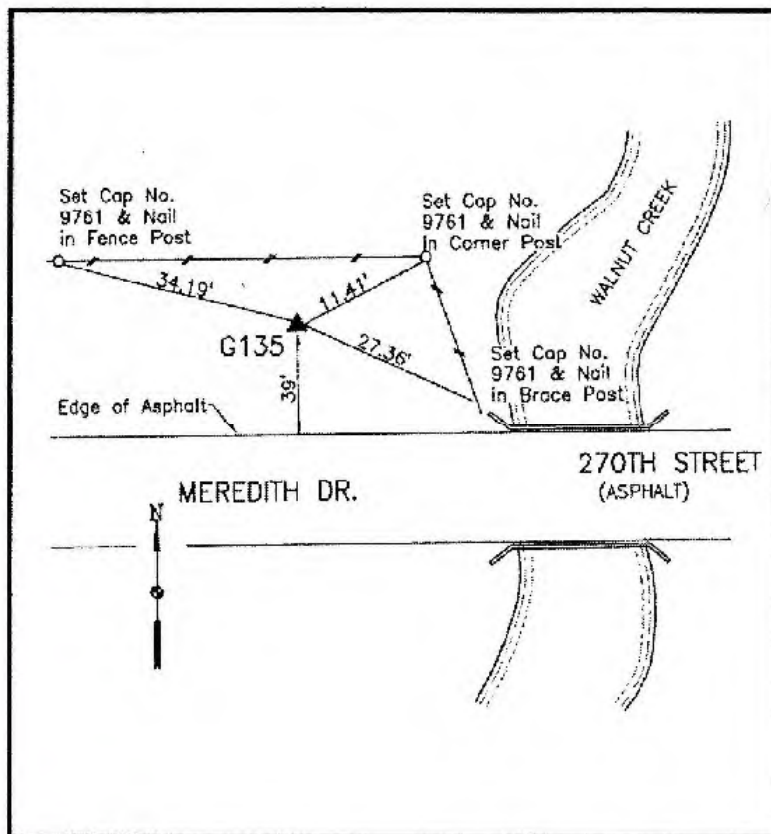 Set Cap No.
9761 & Nail
in Fence Post
Set Cap No.
9761 & Nail
In Corner Post
WALNUT CREEK
34.19'
11.41'
G135
27.36'
39'
Set Cap No.
9761 & Nail
in Brace Post
Edge of Asphalt
270TH STREET
(ASPHALT)
MEREDITH DR.
N